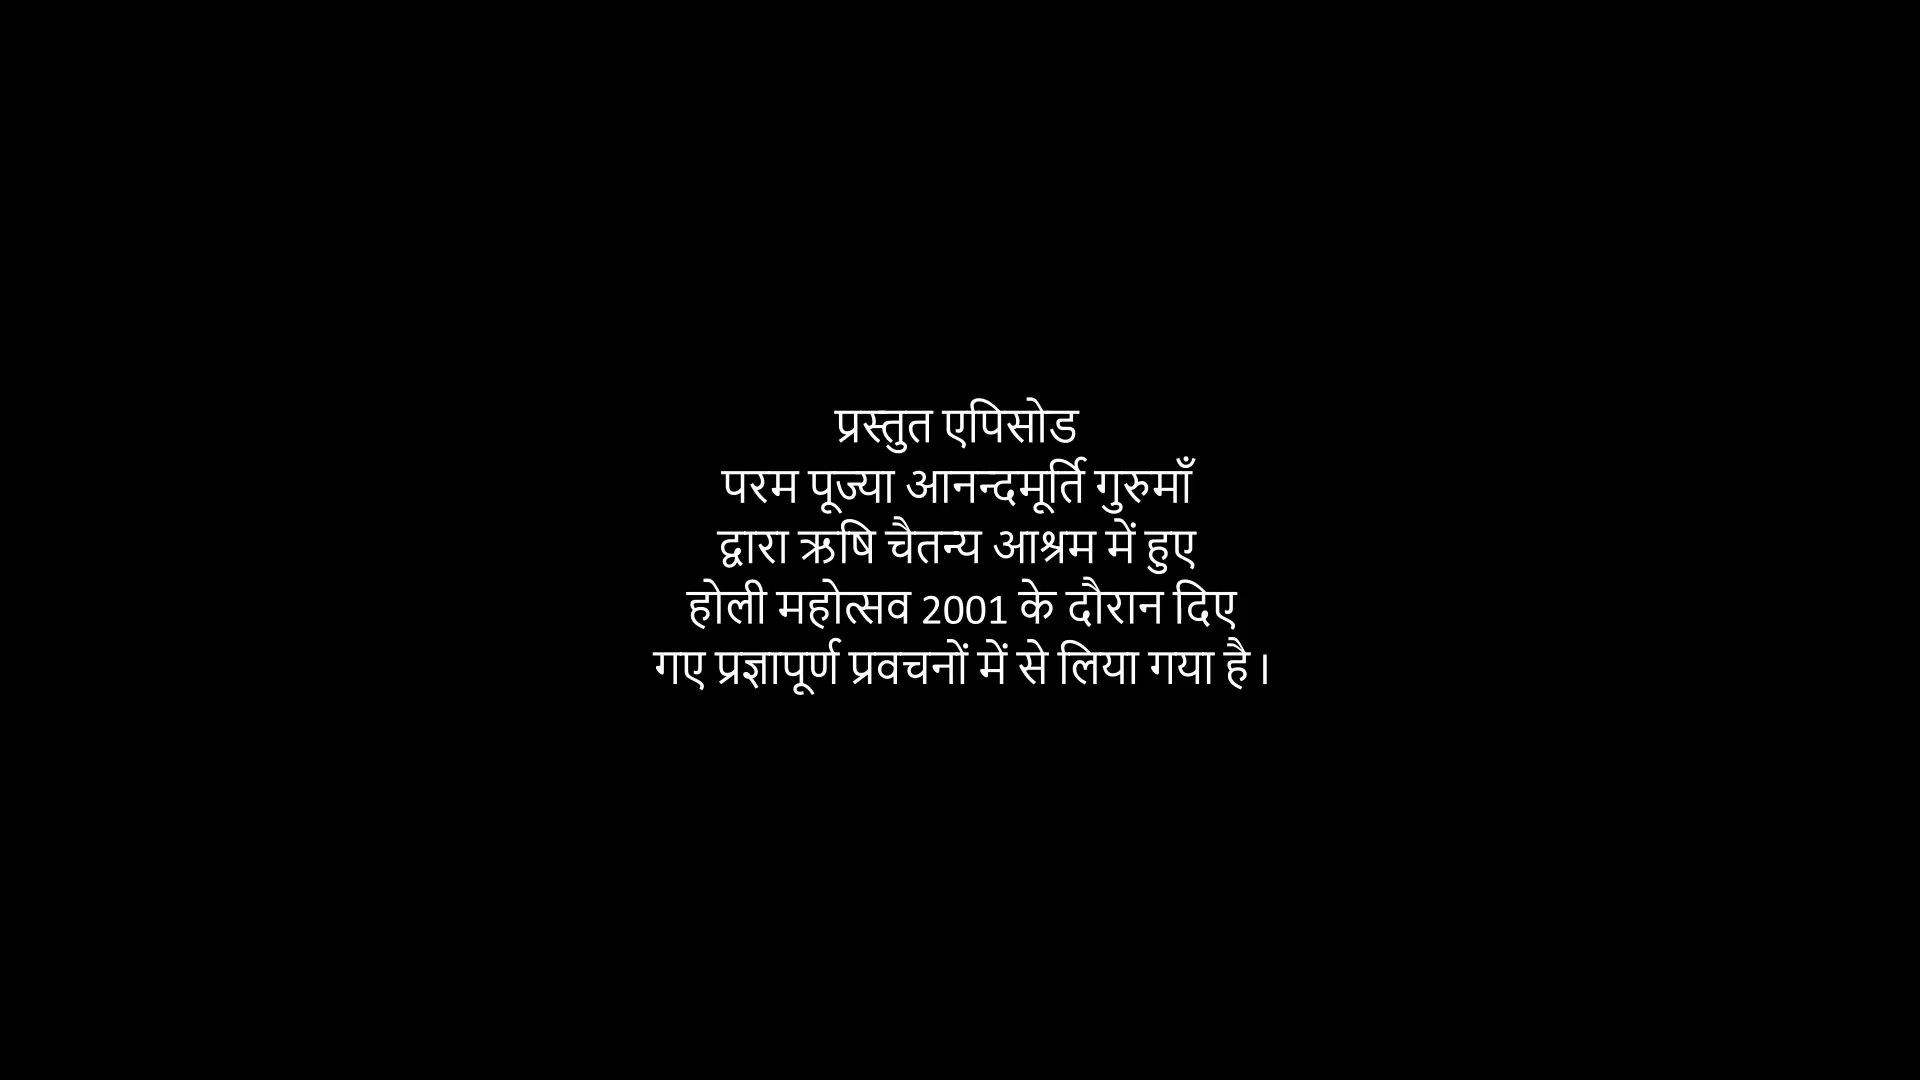 प्रस्तुत एपिसोड
परम पूज्या आनन्दमूर्ति गुरुमाँ
द्वारा ऋषि चैतन्य आश्रम में हुए
होली महोत्सव 2001 के दौरान दिए
गए प्रज्ञापूर्ण प्रवचनों में से लिया गया है।